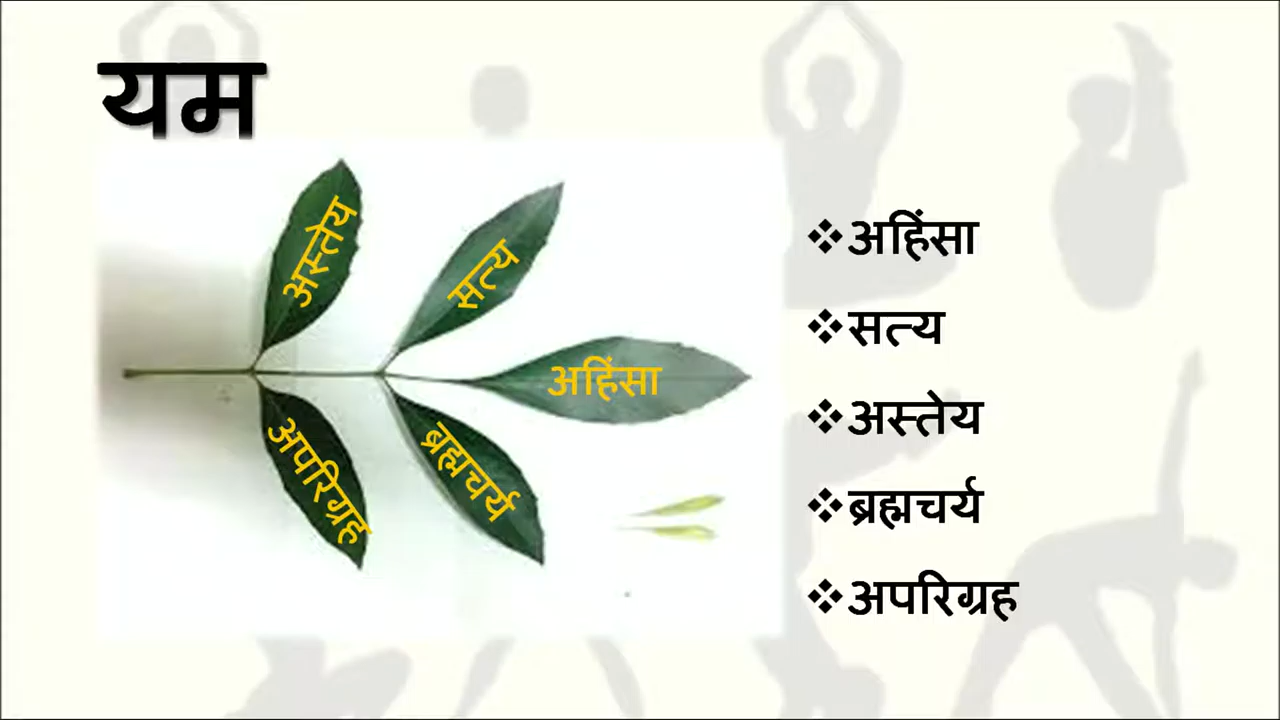 यम
अस्तेय
सत्य
अहिंसा
अपरिग्रह
ब्रह्मचर्य
❖अहिंसा
❖सत्य
❖अस्तेय
❖ब्रह्मचर्य
❖अपरिग्रह